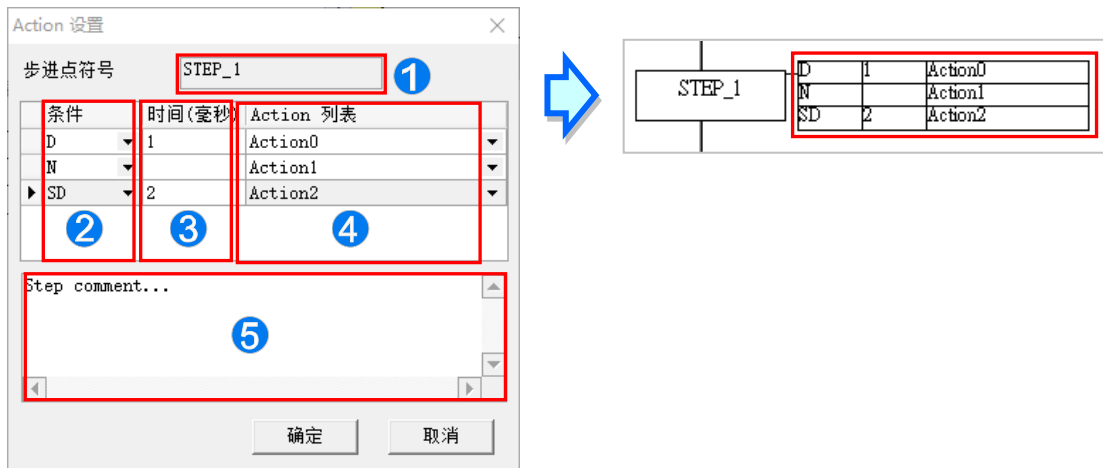 Action 设置
步进点符号 STEP_1 1
条件 时间(毫秒) Action 列表
D 1 Action0
N Action1
SD 2 Action2
2 3 4
Step comment...
5
确定 取消
STEP_1
D 1 Action0
N Action1
SD 2 Action2